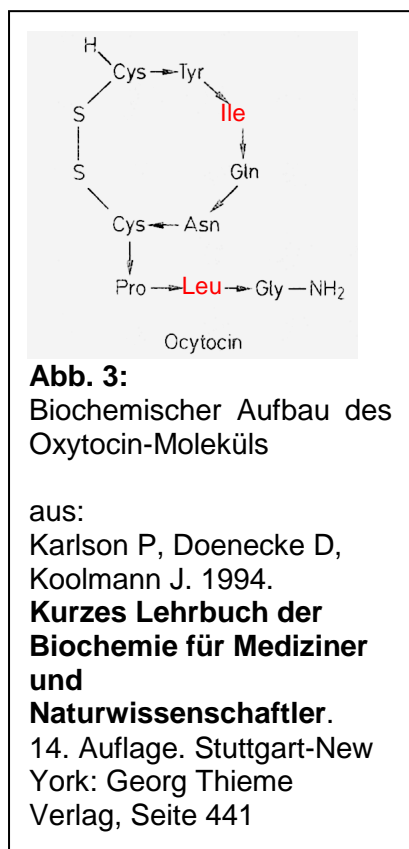 H
Cys Tyr
S Ile
S Gln
Cys Asn
Pro Leu Gly – NH₂
Ocytocin
Abb. 3:
Biochemischer Aufbau des
Oxytocin-Moleküls
aus:
Karlson P, Doenecke D,
Koolmann J. 1994.
Kurzes Lehrbuch der
Biochemie für Mediziner
und
Naturwissenschaftler.
14. Auflage. Stuttgart-New
York: Georg Thieme
Verlag, Seite 441